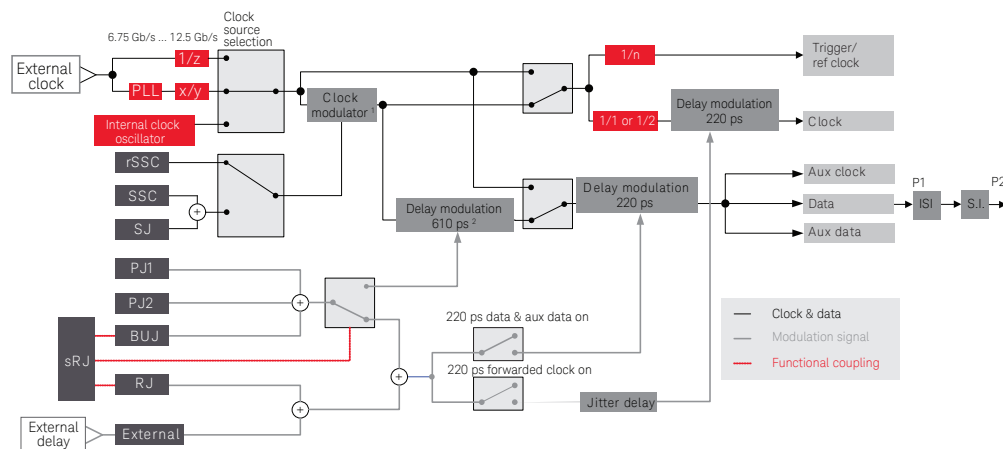 Clock
source
selection
6.75 Gb/s ... 12.5 Gb/s
External
clock
1/z
PLL
x/y
Internal clock
oscillator
Clock
modulator ¹
1/n
Trigger/
ref clock
1/1 or 1/2
Delay modulation
220 ps
Clock
rSSC
SSC
SJ
Delay modulation
610 ps ²
Delay modulation
220 ps
Aux clock
Data
Aux data
P1
ISI
S.I.
P2
PJ1
PJ2
BUJ
sRJ
RJ
External
delay
External
220 ps data & aux data on
220 ps forwarded clock on
Jitter delay
Clock & data
Modulation signal
Functional coupling